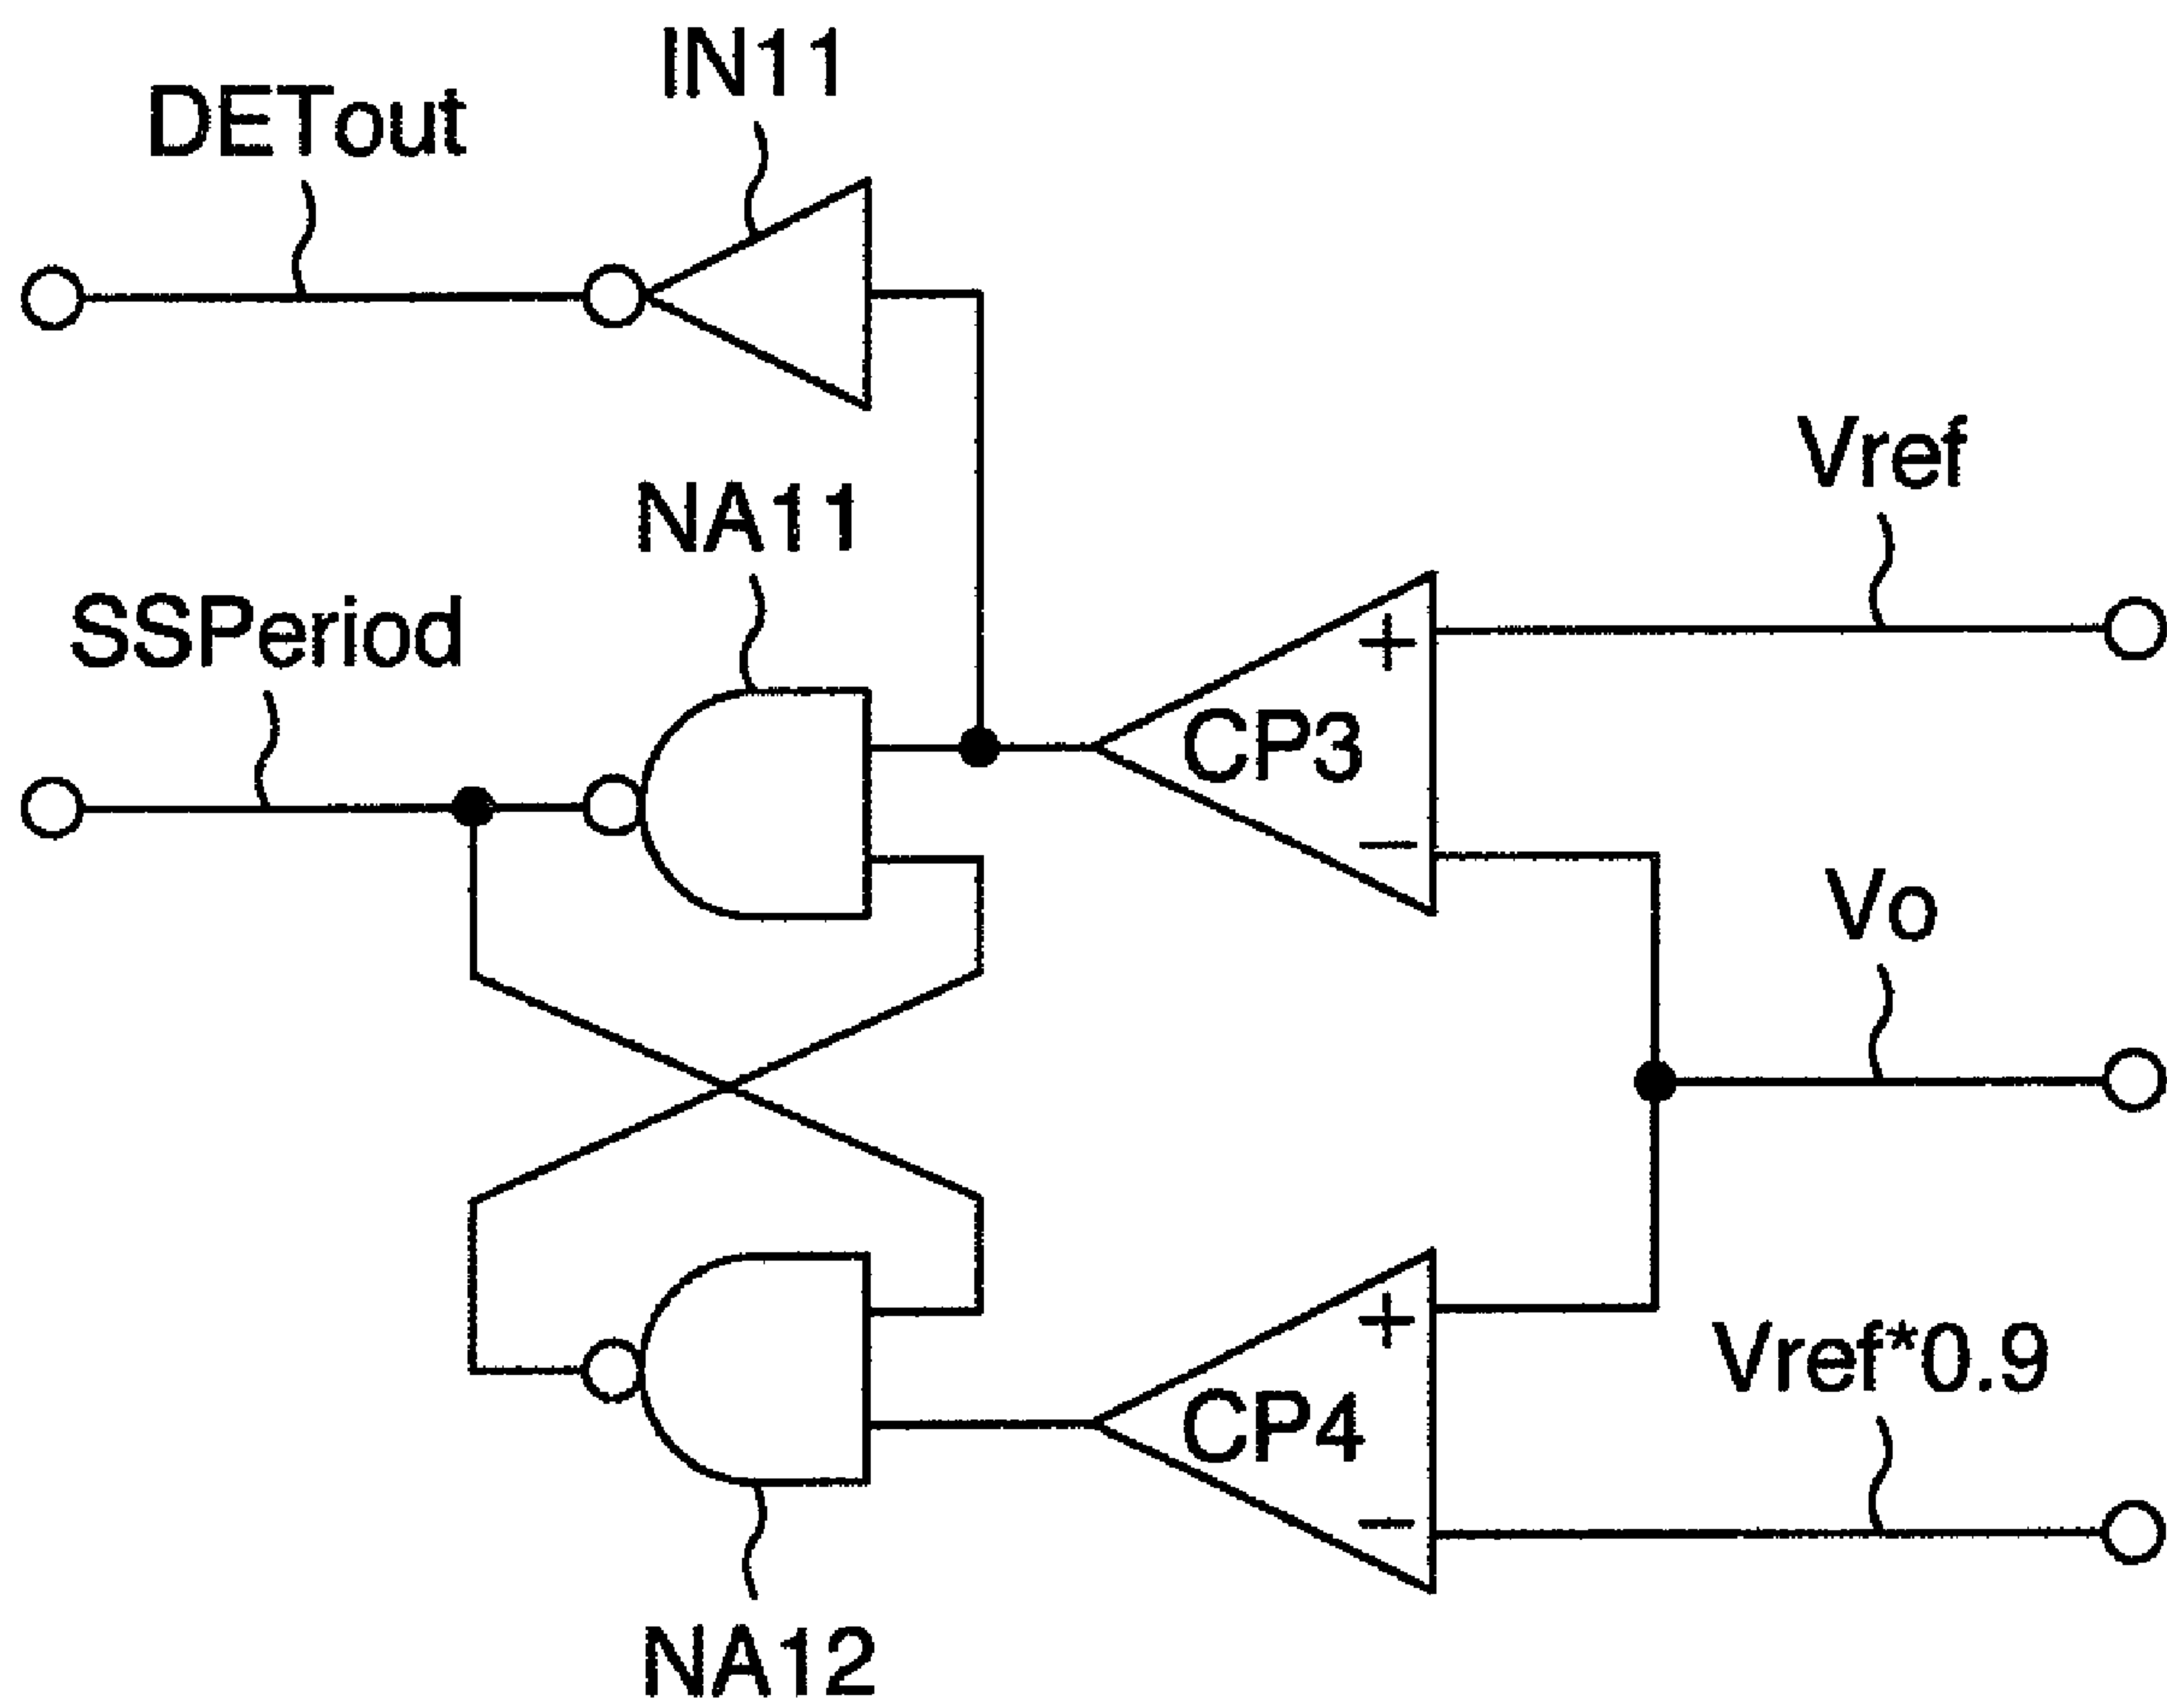 IN11
DETout
Vref
NA11
SSPeriod
+
CP3
−
Vo
+
Vref*0.9
CP4
−
NA12